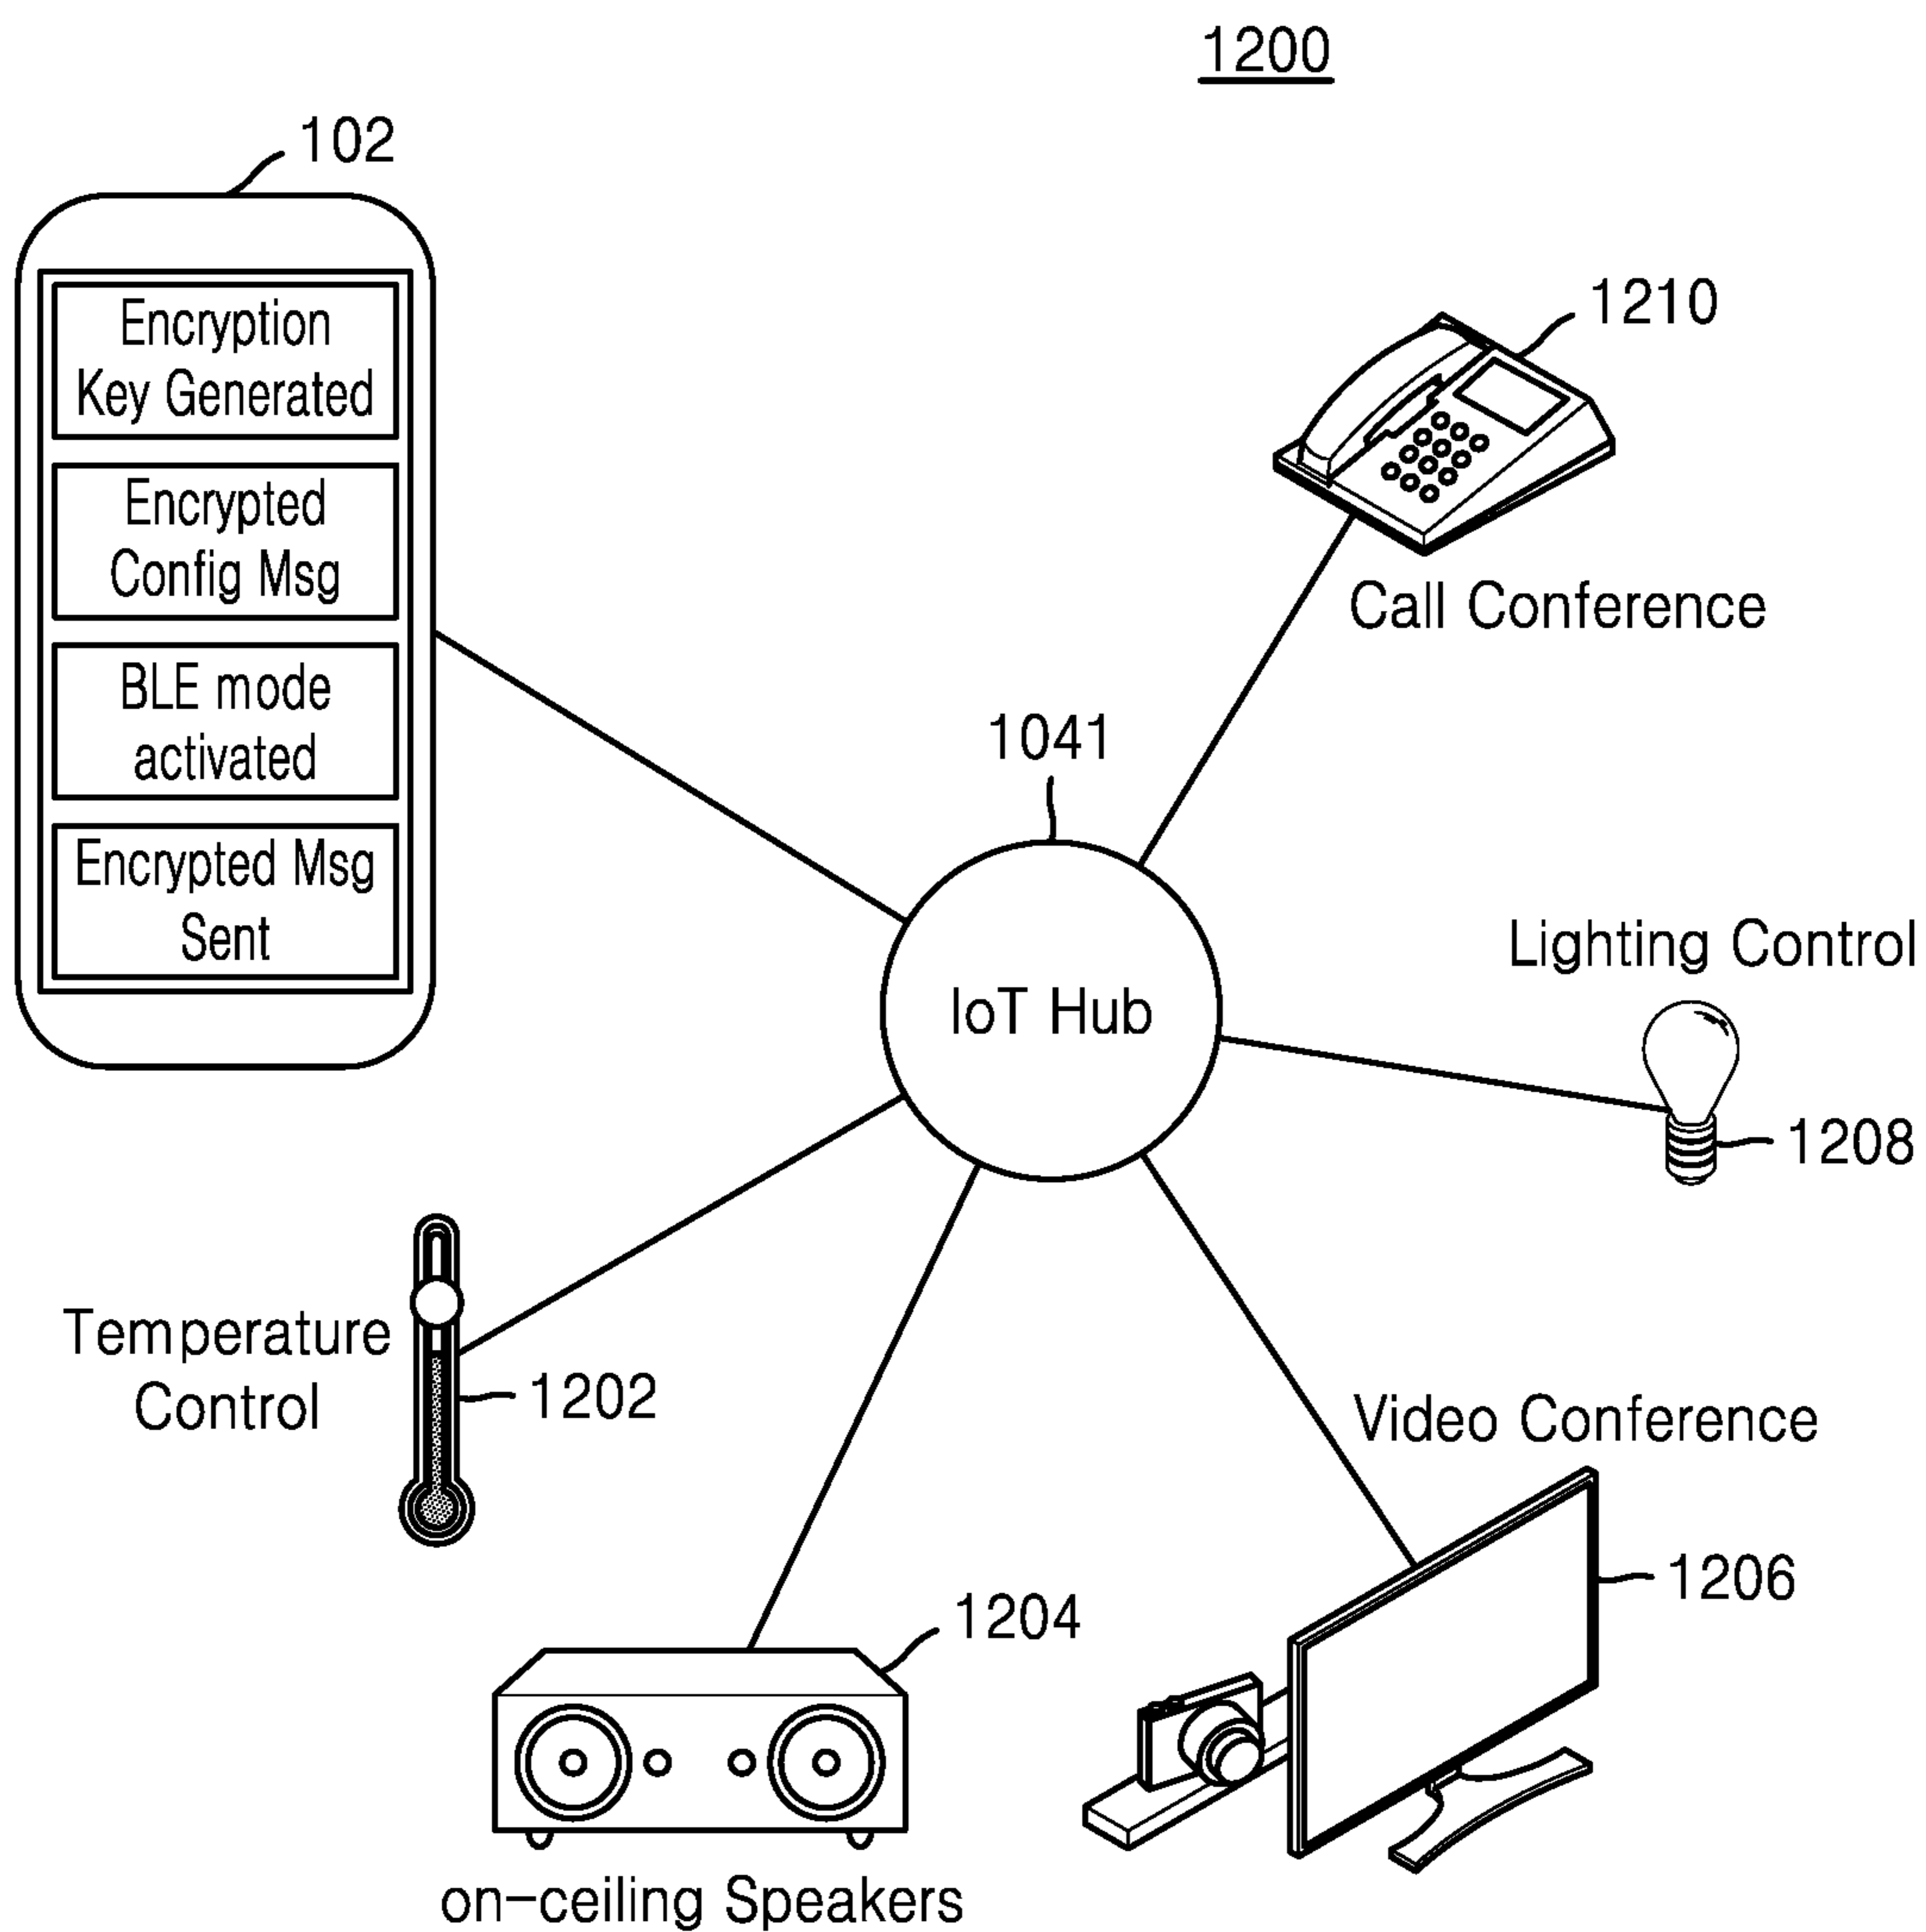 1200
102
Encryption
Key Generated
Encrypted
Config Msg
BLE mode
activated
Encrypted Msg
Sent
1210
Call Conference
1041
IoT Hub
Lighting Control
1208
Temperature
Control
1202
Video Conference
1206
1204
on-ceiling Speakers